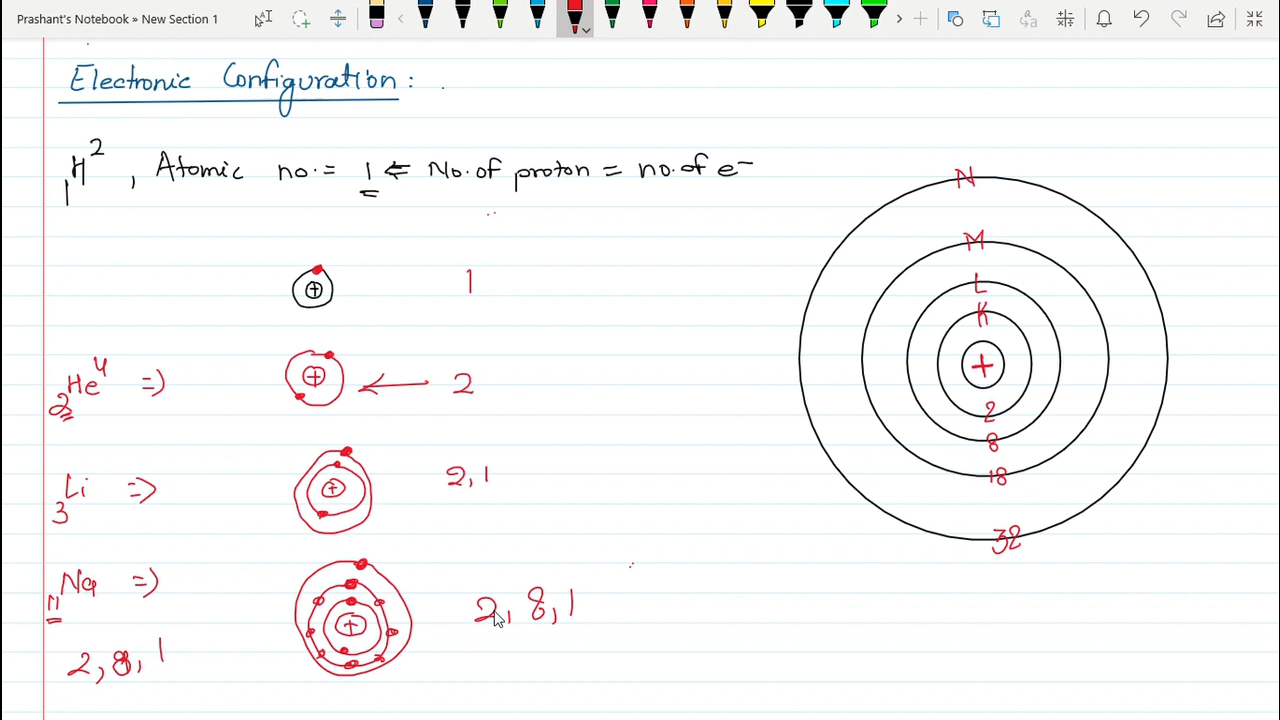 Prashant's Notebook » New Section 1
Electronic Configuration:
₁H², Atomic no. = 1 ⇐ No. of proton = no. of e⁻
N
M
L
K
+
2
8
18
32
+ 1
₂He⁴ ⇒ + ← 2
₃Li ⇒ + 2, 1
₁₁Na ⇒ + 2, 8, 1
2, 8, 1